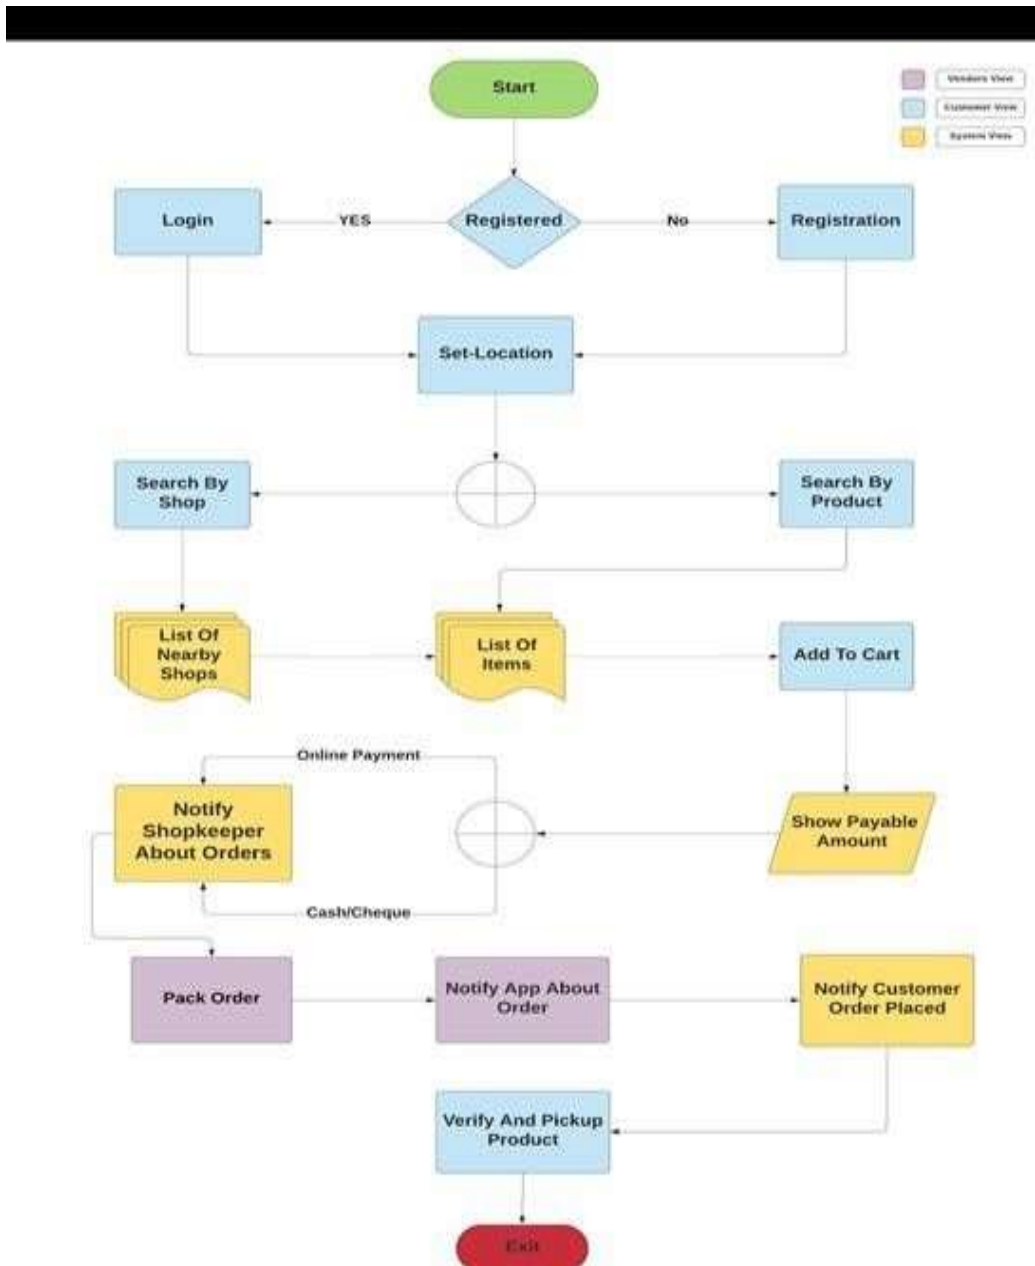 Start
Vendors View
Customer View
System View
Login
YES
Registered
No
Registration
Set-Location
Search By
Shop
Search By
Product
List Of
Nearby
Shops
List Of
Items
Add To Cart
Online Payment
Notify
Shopkeeper
About Orders
Show Payable
Amount
Cash/Cheque
Pack Order
Notify App About
Order
Notify Customer
Order Placed
Verify And Pickup
Product
Exit